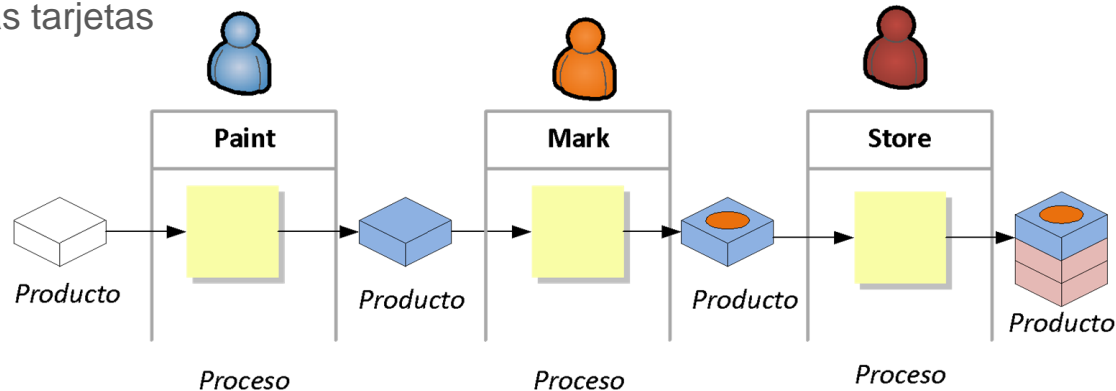 s tarjetas
Paint
Mark
Store
Producto
Producto
Producto
Producto
Proceso
Proceso
Proceso